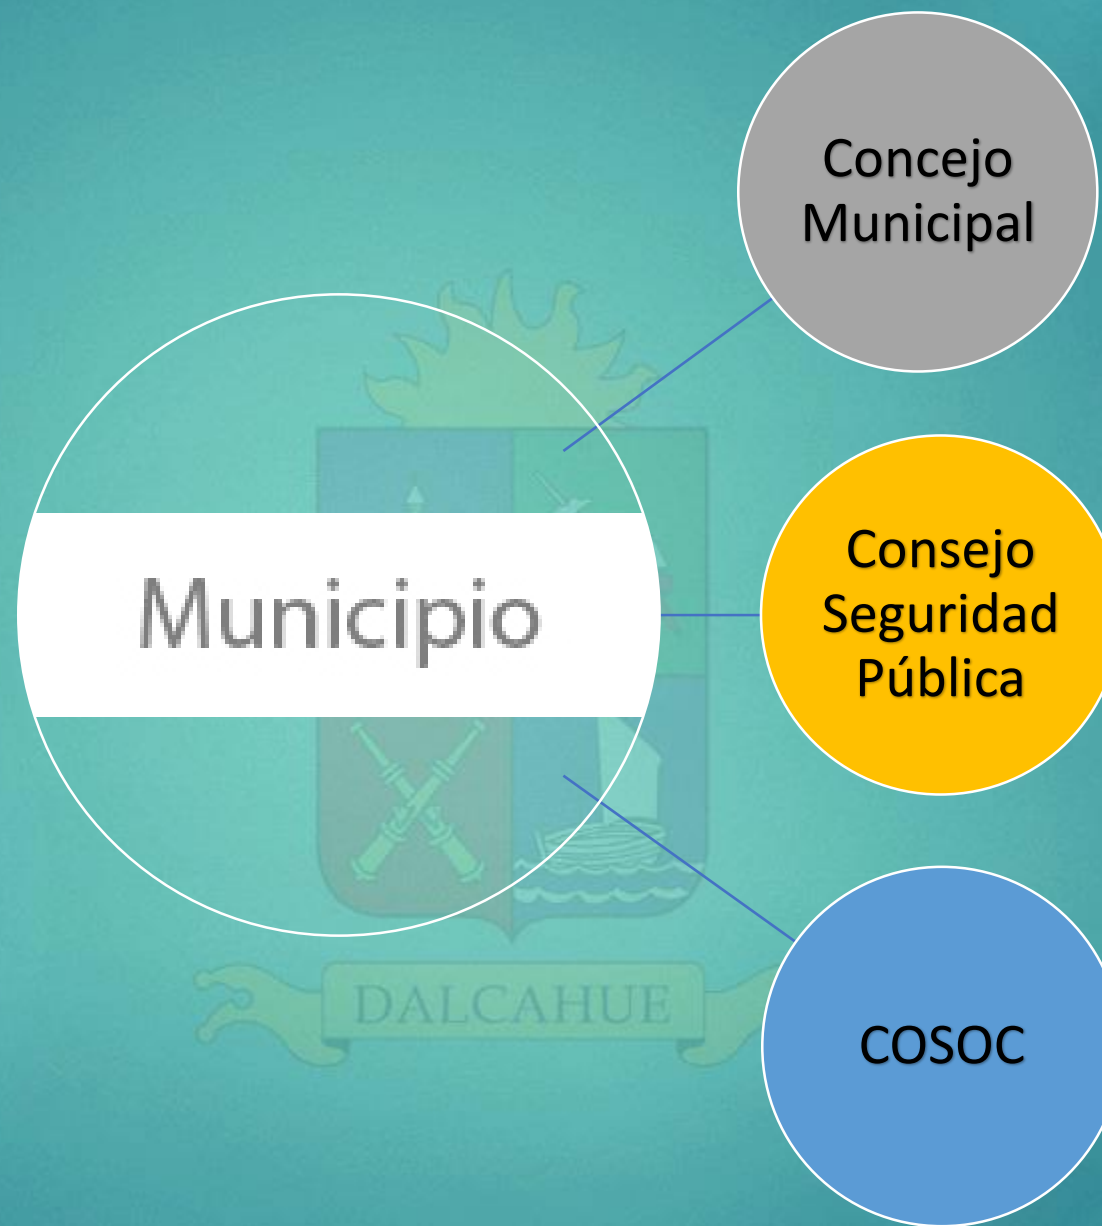 Concejo
Municipal
Municipio
Consejo
Seguridad
Pública
COSOC
DALCAHUE